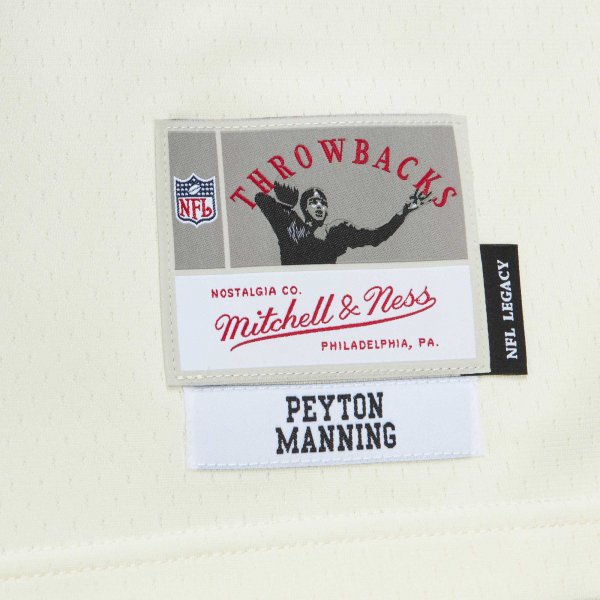 THROWBACKS
NFL
NOSTALGIA CO.
Mitchell & Ness
PHILADELPHIA, PA.
NFL LEGACY
PEYTON
MANNING